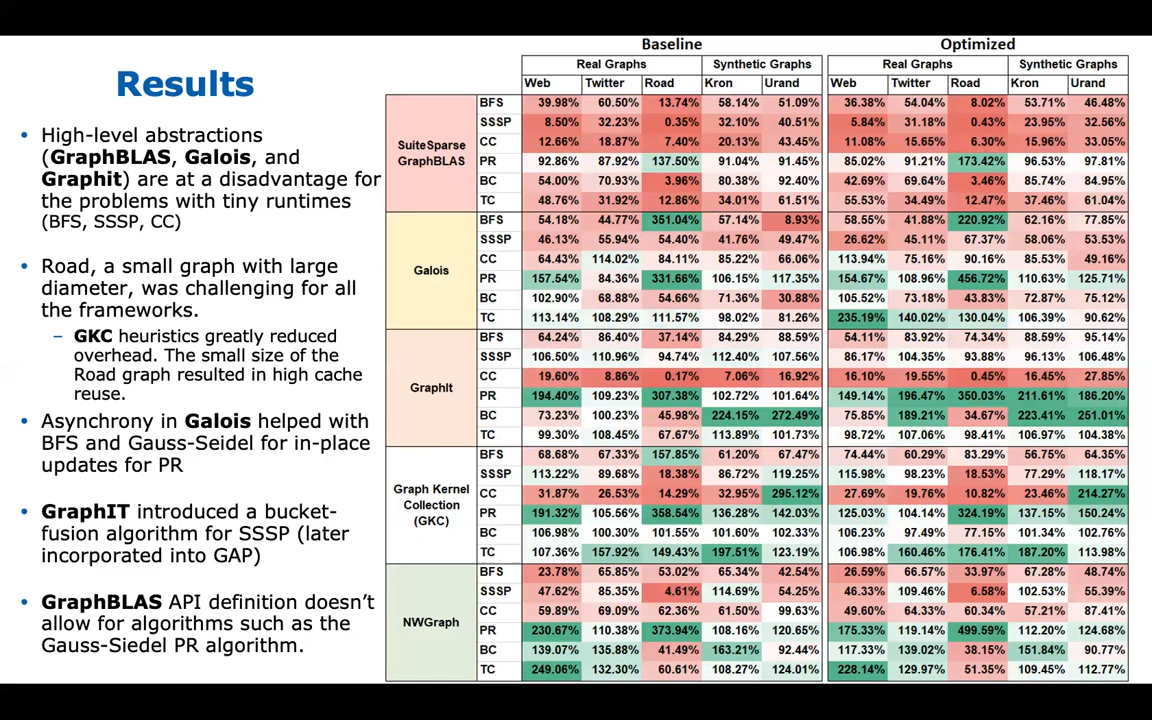 Results
• High-level abstractions
(GraphBLAS, Galois, and
Graphit) are at a disadvantage for
the problems with tiny runtimes
(BFS, SSSP, CC)
• Road, a small graph with large
diameter, was challenging for all
the frameworks.
– GKC heuristics greatly reduced
overhead. The small size of the
Road graph resulted in high cache
reuse.
• Asynchrony in Galois helped with
BFS and Gauss-Seidel for in-place
updates for PR
• GraphIT introduced a bucket-
fusion algorithm for SSSP (later
incorporated into GAP)
• GraphBLAS API definition doesn't
allow for algorithms such as the
Gauss-Siedel PR algorithm.
Baseline Optimized
Real Graphs Synthetic Graphs Real Graphs Synthetic Graphs
Web Twitter Road Kron Urand Web Twitter Road Kron Urand
SuiteSparse
GraphBLAS
BFS 39.98% 60.50% 13.74% 58.14% 51.09% 36.38% 54.04% 8.02% 53.71% 46.48%
SSSP 8.50% 32.23% 0.35% 32.10% 40.51% 5.84% 31.18% 0.43% 23.95% 32.56%
CC 12.66% 18.87% 7.40% 20.13% 43.45% 11.08% 15.65% 6.30% 15.96% 33.05%
PR 92.86% 87.92% 137.50% 91.04% 91.45% 85.02% 91.21% 173.42% 96.53% 97.81%
BC 54.00% 70.93% 3.96% 80.38% 92.40% 42.69% 69.64% 3.46% 85.74% 84.95%
TC 48.76% 31.92% 12.86% 34.01% 61.51% 55.53% 34.49% 12.47% 37.46% 61.04%
Galois
BFS 54.18% 44.77% 351.04% 57.14% 8.93% 58.55% 41.88% 220.92% 62.16% 77.85%
SSSP 46.13% 55.94% 54.40% 41.76% 49.47% 26.62% 45.11% 67.37% 58.06% 53.53%
CC 64.43% 114.02% 84.11% 85.22% 66.06% 113.94% 75.16% 90.16% 85.53% 49.16%
PR 157.54% 84.36% 331.66% 106.15% 117.35% 154.67% 108.96% 456.72% 110.63% 125.71%
BC 102.90% 68.88% 54.66% 71.36% 30.88% 105.52% 73.18% 43.83% 72.87% 75.12%
TC 113.14% 108.29% 111.57% 98.02% 81.26% 235.19% 140.02% 130.04% 106.39% 90.62%
GraphIt
BFS 64.24% 86.40% 37.14% 84.29% 88.59% 54.11% 83.92% 74.34% 88.59% 95.14%
SSSP 106.50% 110.96% 94.74% 112.40% 107.56% 86.17% 104.35% 93.88% 96.13% 106.48%
CC 19.60% 8.86% 0.17% 7.06% 16.92% 16.10% 19.55% 0.45% 16.45% 27.85%
PR 194.40% 109.23% 307.38% 102.72% 101.64% 149.14% 196.47% 350.03% 211.61% 186.20%
BC 73.23% 100.23% 45.98% 224.15% 272.49% 75.85% 189.21% 34.67% 223.41% 251.01%
TC 99.30% 108.45% 67.67% 113.89% 101.73% 98.72% 107.06% 98.41% 106.97% 104.38%
Graph Kernel
Collection
(GKC)
BFS 68.68% 67.33% 157.85% 61.20% 67.47% 74.44% 60.29% 83.29% 56.75% 64.35%
SSSP 113.22% 89.68% 18.38% 86.72% 119.25% 115.98% 98.23% 18.53% 77.29% 118.17%
CC 31.87% 26.53% 14.29% 32.95% 295.12% 27.69% 19.76% 10.82% 23.46% 214.27%
PR 191.32% 105.56% 358.54% 136.28% 142.03% 125.03% 104.14% 324.19% 137.15% 150.24%
BC 106.98% 100.30% 101.55% 101.60% 102.33% 106.23% 97.49% 77.15% 101.34% 102.76%
TC 107.36% 157.92% 149.43% 197.51% 123.19% 106.98% 160.46% 176.41% 187.20% 113.98%
NWGraph
BFS 23.78% 65.85% 53.02% 65.34% 42.54% 26.59% 66.57% 33.97% 67.28% 48.74%
SSSP 47.62% 85.35% 4.61% 114.69% 54.25% 46.33% 109.46% 6.58% 102.53% 55.39%
CC 59.89% 69.09% 62.36% 61.50% 99.63% 49.60% 64.33% 60.34% 57.21% 87.41%
PR 230.67% 110.38% 373.94% 108.16% 120.65% 175.33% 119.14% 499.59% 112.20% 124.68%
BC 139.07% 135.88% 41.49% 163.21% 92.44% 117.33% 139.02% 38.15% 151.84% 90.77%
TC 249.06% 132.30% 60.61% 108.27% 124.01% 228.14% 129.97% 51.35% 109.45% 112.77%